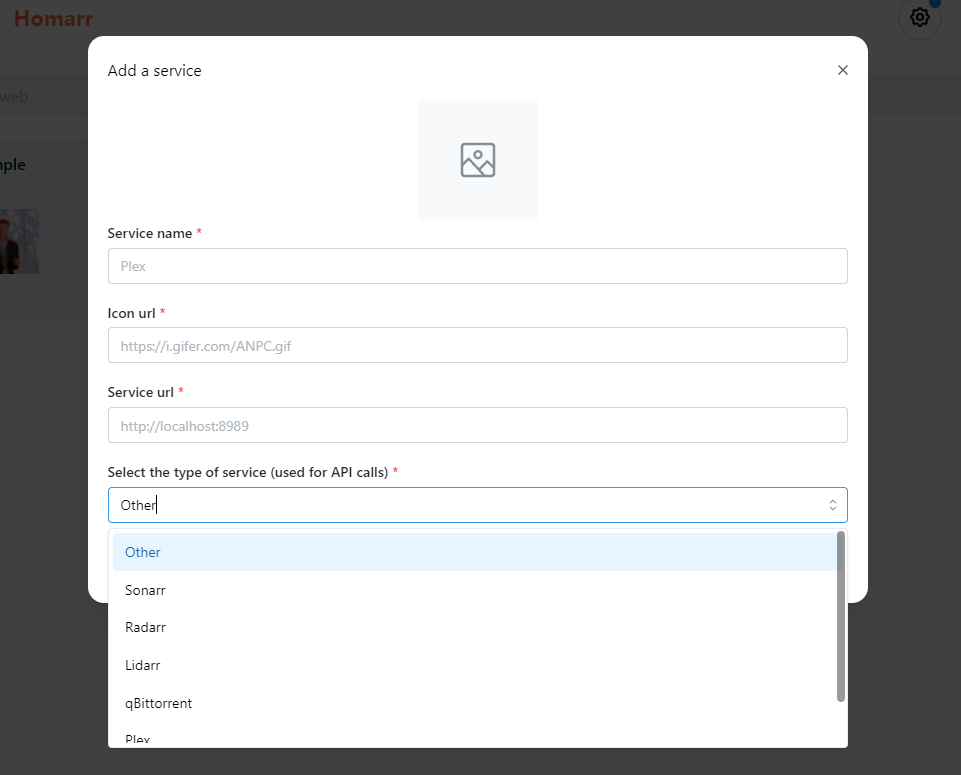 Homarr
Add a service
web
mple
Service name *
Plex
Icon url *
https://i.gifer.com/ANPC.gif
Service url *
http://localhost:8989
Select the type of service (used for API calls) *
Other
Other
Sonarr
Radarr
Lidarr
qBittorrent
Plex